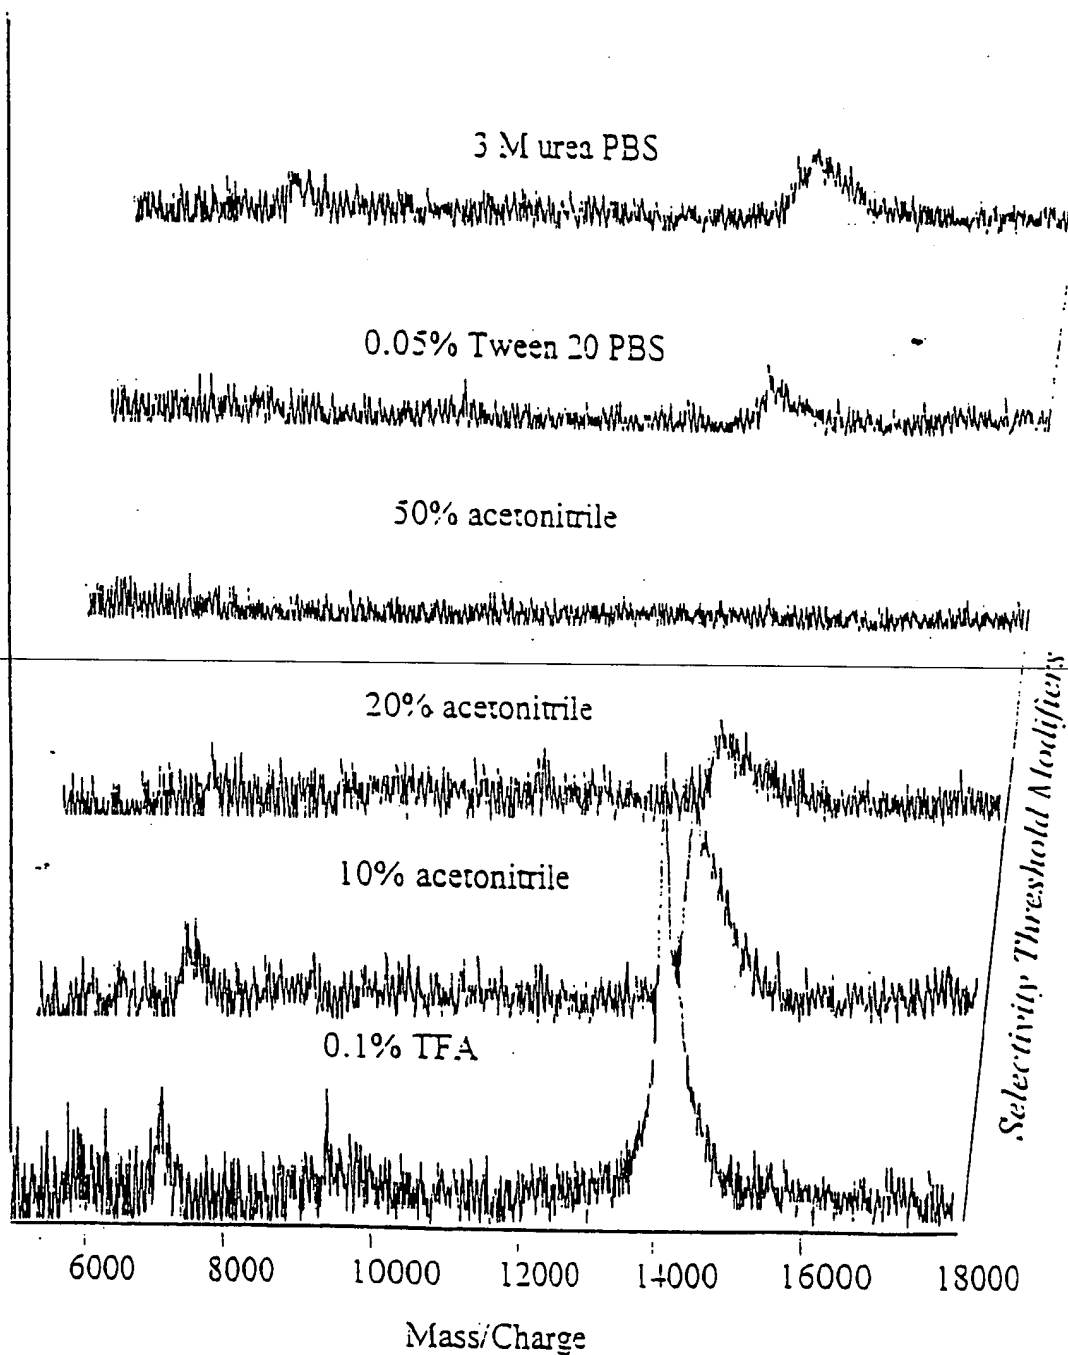 3 M urea PBS
0.05% Tween 20 PBS
50% acetonitrile
20% acetonitrile
10% acetonitrile
0.1% TFA
Selectivity Threshold Modifiers
6000 8000 10000 12000 14000 16000 18000
Mass/Charge